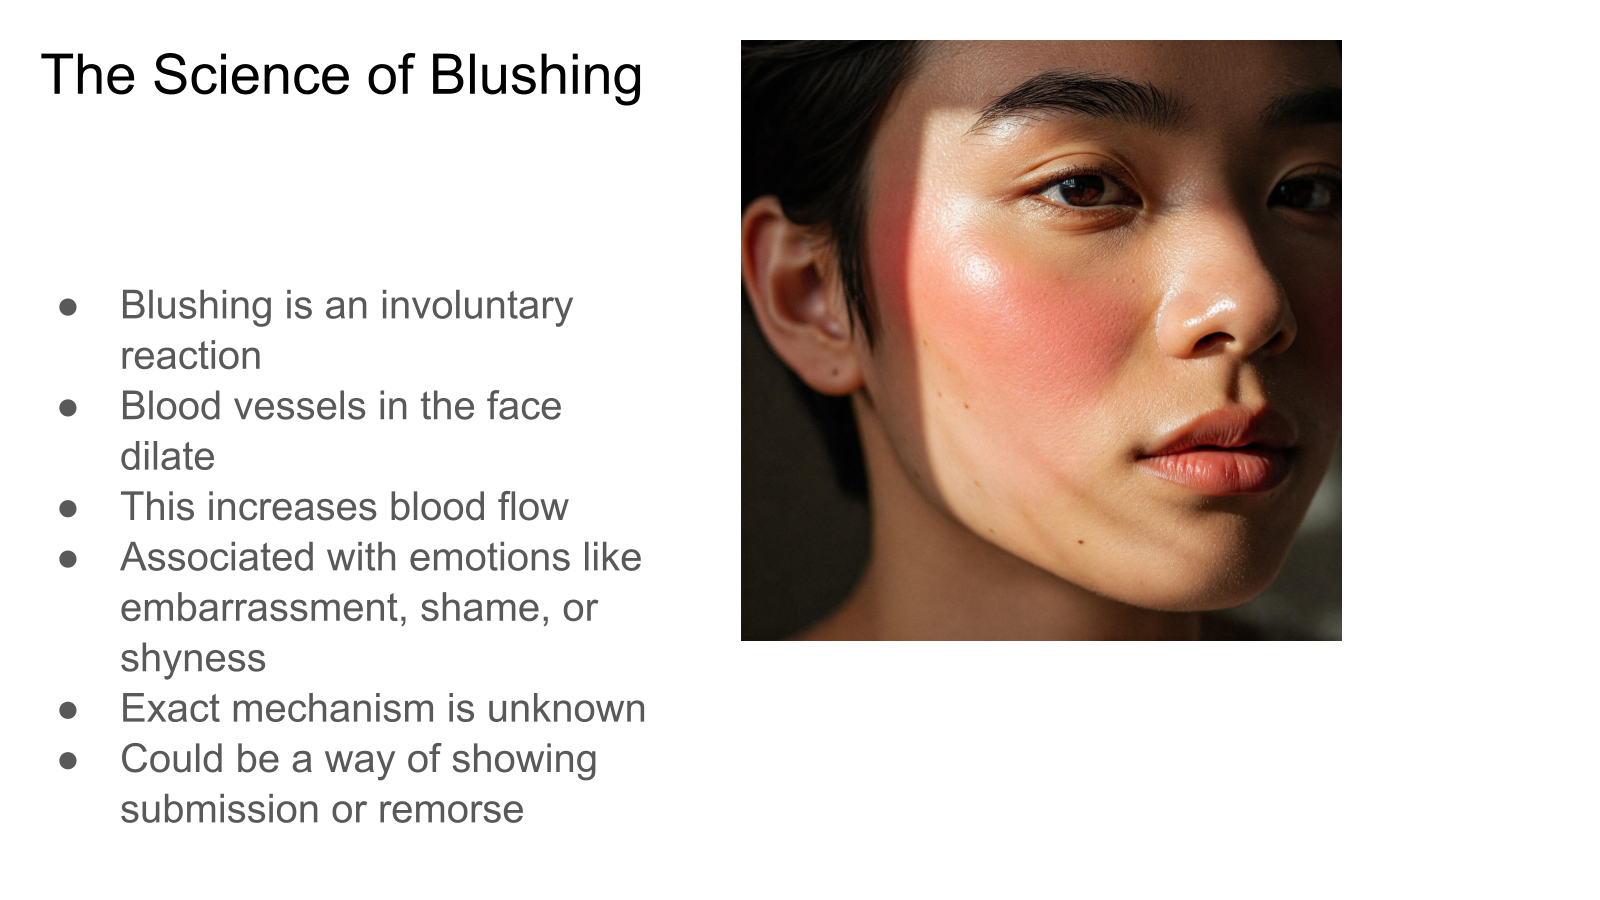 The Science of Blushing
● Blushing is an involuntary
reaction
● Blood vessels in the face
dilate
● This increases blood flow
● Associated with emotions like
embarrassment, shame, or
shyness
● Exact mechanism is unknown
● Could be a way of showing
submission or remorse